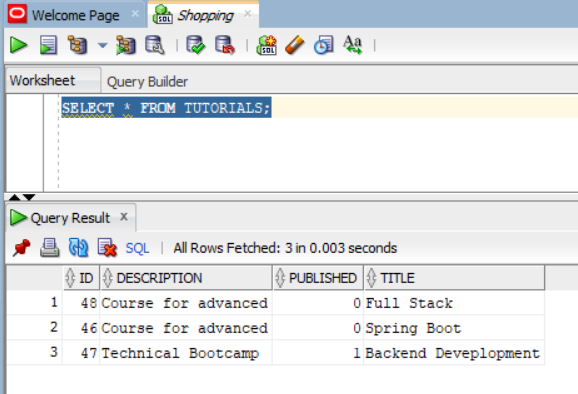 Welcome Page Shopping
Worksheet Query Builder
SELECT * FROM TUTORIALS;
Query Result
SQL All Rows Fetched: 3 in 0.003 seconds
ID DESCRIPTION PUBLISHED TITLE
1 48 Course for advanced 0 Full Stack
2 46 Course for advanced 0 Spring Boot
3 47 Technical Bootcamp 1 Backend Deveplopment